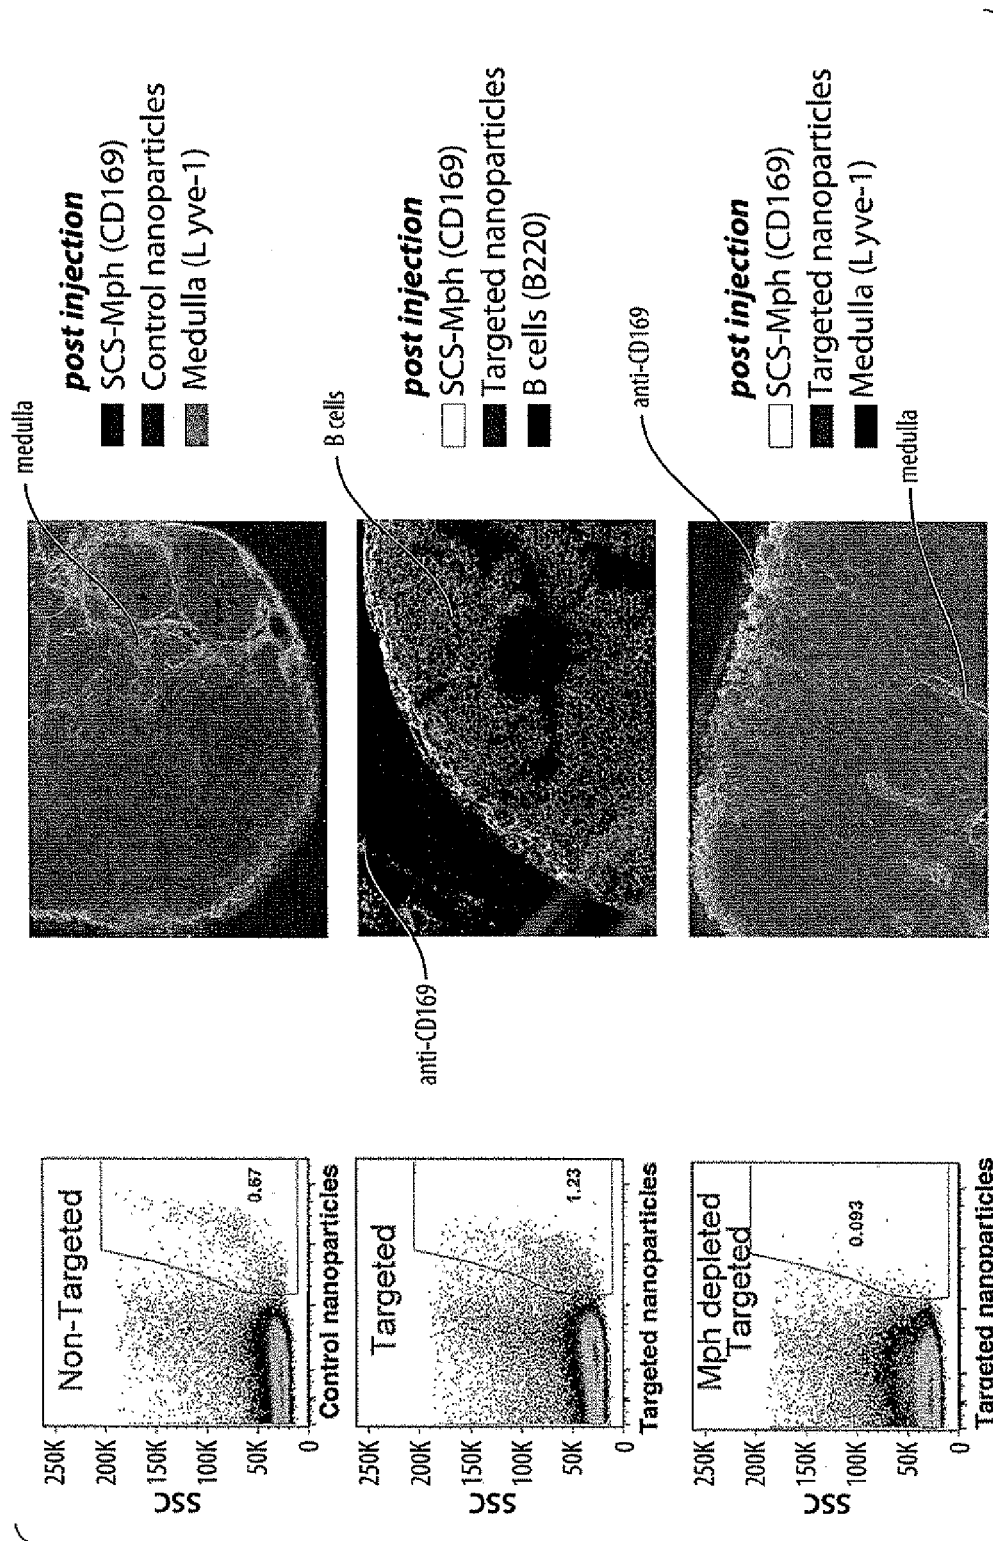 250K
200K
150K
100K
50K
0
SSC
Non-Targeted
0.67
Control nanoparticles
medulla
post injection
SCS-Mph (CD169)
Control nanoparticles
Medulla (L yve-1)
250K
200K
150K
100K
50K
0
SSC
Targeted
1.23
Targeted nanoparticles
anti-CD169
B cells
post injection
SCS-Mph (CD169)
Targeted nanoparticles
B cells (B220)
250K
200K
150K
100K
50K
0
SSC
Mph depleted
Targeted
0.093
Targeted nanoparticles
anti-CD169
medulla
post injection
SCS-Mph (CD169)
Targeted nanoparticles
Medulla (L yve-1)